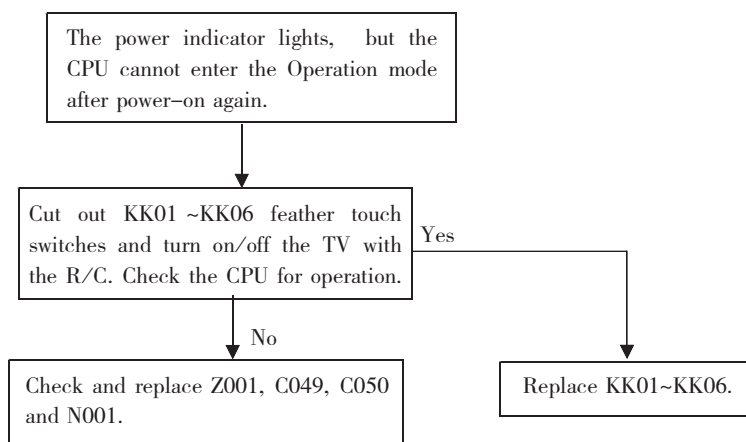 The power indicator lights, but the
CPU cannot enter the Operation mode
after power-on again.
Cut out KK01 ~KK06 feather touch
switches and turn on/off the TV with
the R/C. Check the CPU for operation.
Yes
No
Check and replace Z001, C049, C050
and N001.
Replace KK01~KK06.